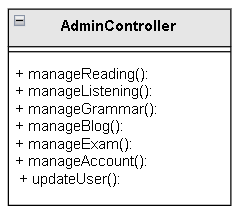 AdminController
+ manageReading():
+ manageListening():
+ manageGrammar():
+ manageBlog():
+ manageExam():
+ manageAccount():
+ updateUser():